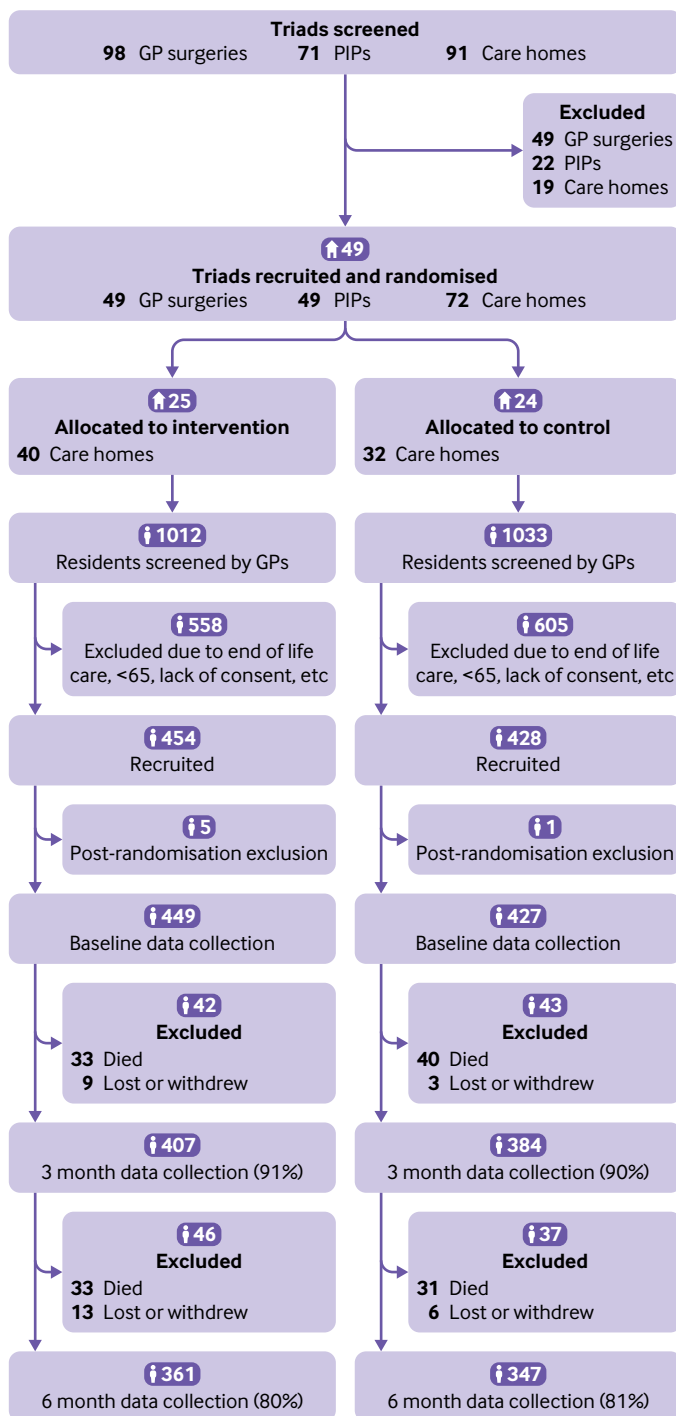 Triads screened
98 GP surgeries 71 PIPs 91 Care homes
Excluded
49 GP surgeries
22 PIPs
19 Care homes
49
Triads recruited and randomised
49 GP surgeries 49 PIPs 72 Care homes
25
Allocated to intervention
40 Care homes
24
Allocated to control
32 Care homes
1012
Residents screened by GPs
1033
Residents screened by GPs
558
Excluded due to end of life
care, <65, lack of consent, etc
605
Excluded due to end of life
care, <65, lack of consent, etc
454
Recruited
428
Recruited
5
Post-randomisation exclusion
1
Post-randomisation exclusion
449
Baseline data collection
427
Baseline data collection
42
Excluded
33 Died
9 Lost or withdrew
43
Excluded
40 Died
3 Lost or withdrew
407
3 month data collection (91%)
384
3 month data collection (90%)
46
Excluded
33 Died
13 Lost or withdrew
37
Excluded
31 Died
6 Lost or withdrew
361
6 month data collection (80%)
347
6 month data collection (81%)